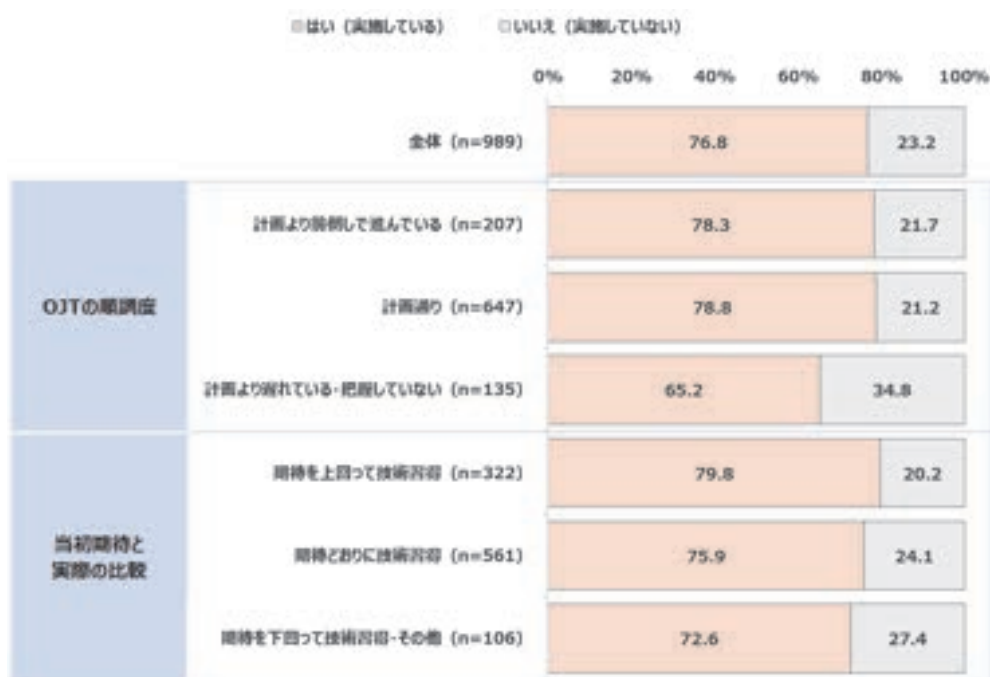 はい（実施している） いいえ（実施していない）
0% 20% 40% 60% 80% 100%
全体（n=989） 76.8 23.2
OJTの順調度
計画より前倒しで進んでいる（n=207） 78.3 21.7
計画通り（n=647） 78.8 21.2
計画より遅れている・把握していない（n=135） 65.2 34.8
当初期待と
実際の比較
期待を上回って技術習得（n=322） 79.8 20.2
期待どおりに技術習得（n=561） 75.9 24.1
期待を下回って技術習得・その他（n=106） 72.6 27.4